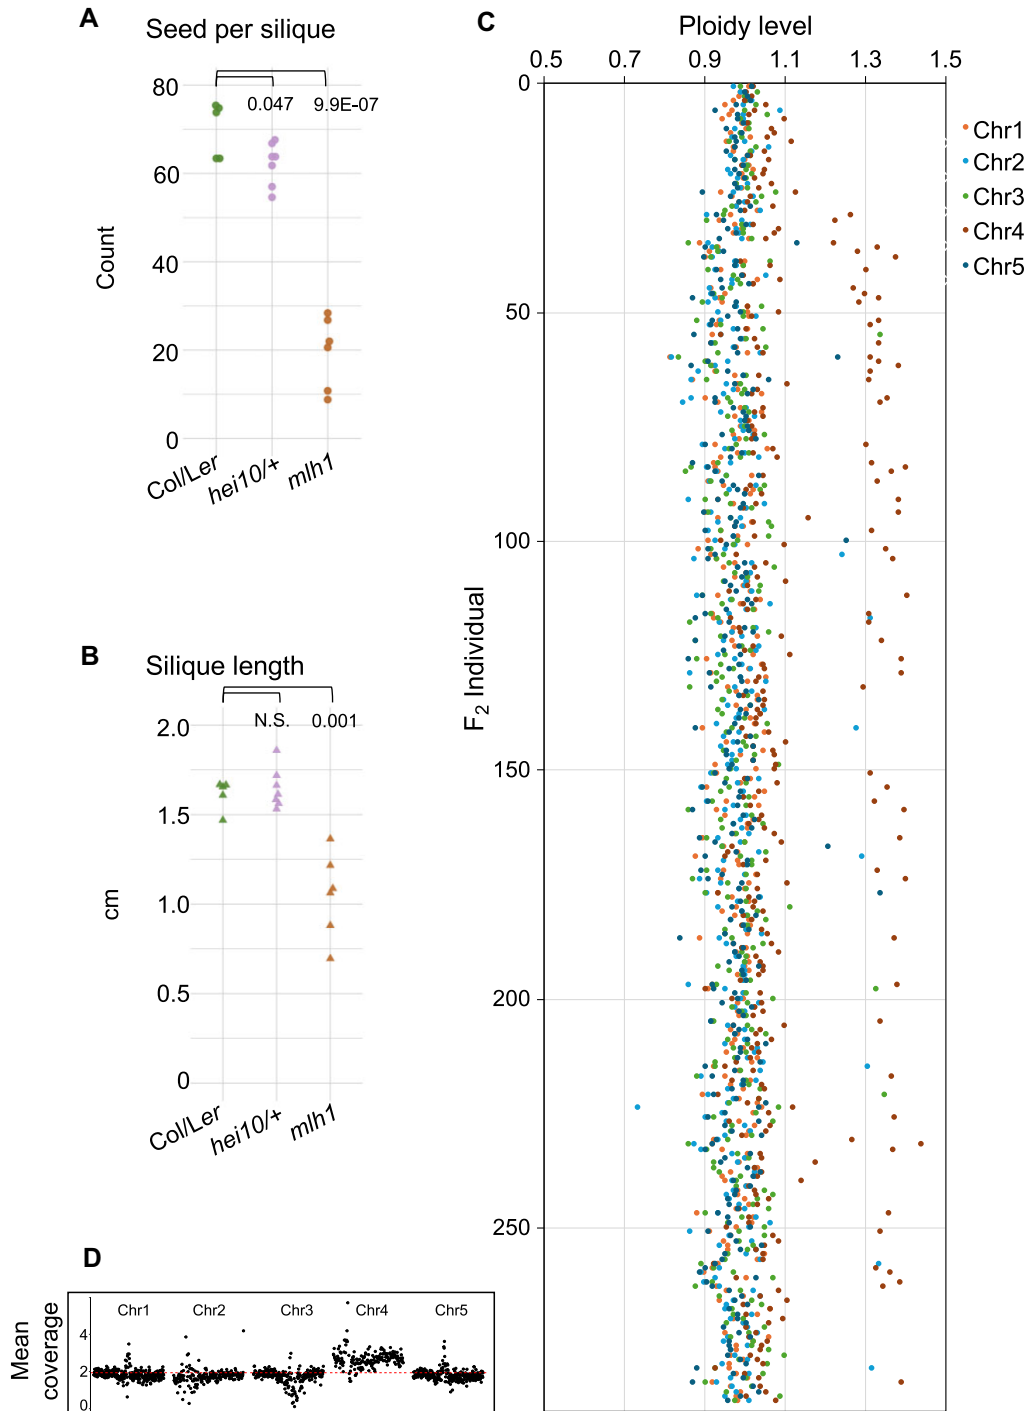 A
Seed per silique
80
60
40
20
0
Count
0.047
9.9E-07
Col/Ler
hei10/+
mlh1
B
Silique length
2.0
1.5
1.0
0.5
0
cm
N.S.
0.001
Col/Ler
hei10/+
mlh1
C
Ploidy level
0.5 0.7 0.9 1.1 1.3 1.5
0
50
100
150
200
250
F2 Individual
Chr1
Chr2
Chr3
Chr4
Chr5
D
Mean
coverage
4
2
0
Chr1 Chr2 Chr3 Chr4 Chr5